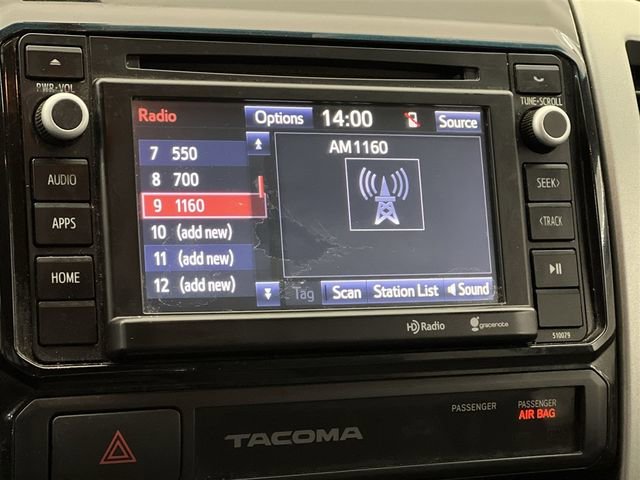 PWR•VOL
AUDIO
APPS
HOME
Radio
Options
14:00
Source
7 550
8 700
9 1160
10 (add new)
11 (add new)
12 (add new)
AM1160
Tag
Scan
Station List
Sound
HD Radio
gracenote
TUNE•SCROLL
SEEK>
<TRACK
510079
TACOMA
PASSENGER
PASSENGER
AIR BAG